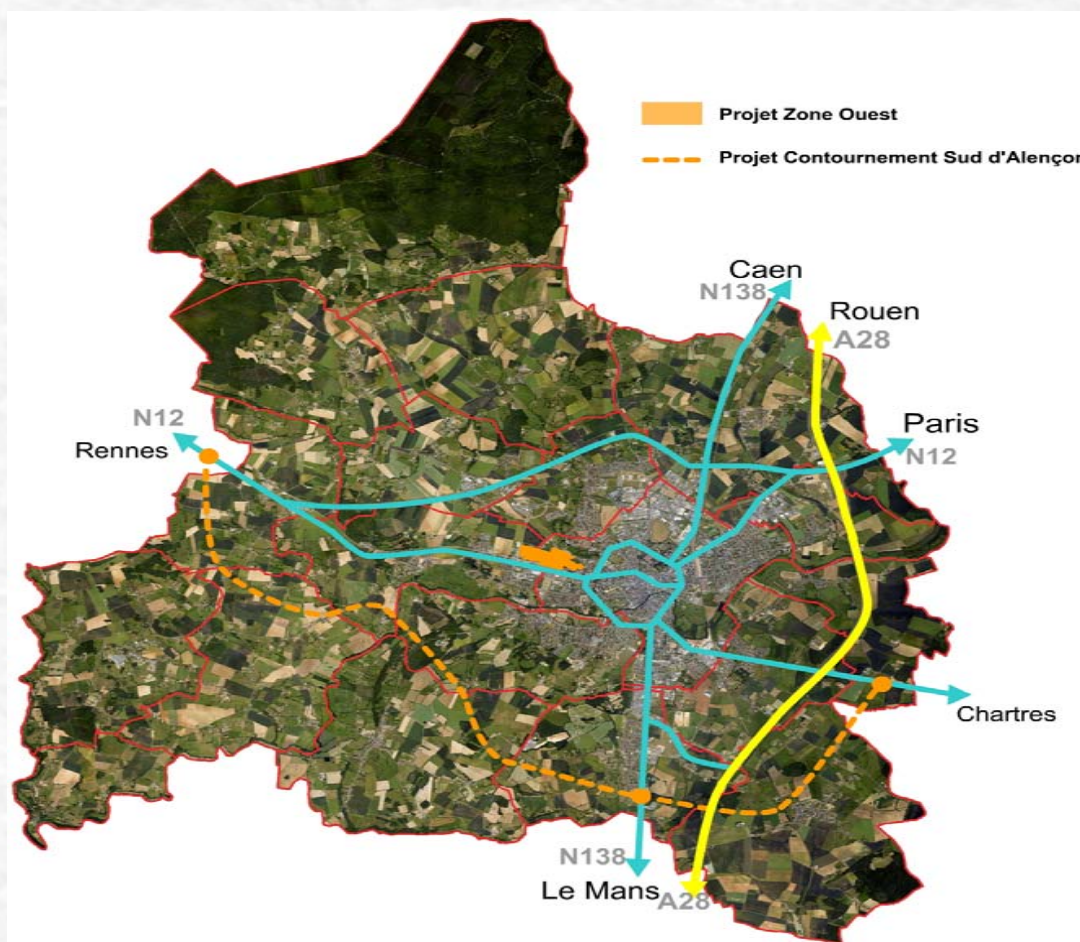 Projet Zone Ouest
Projet Contournement Sud d'Alençon
Caen
N138
Rouen
A28
N12
Rennes
Paris
N12
Chartres
N138
Le Mans
A28